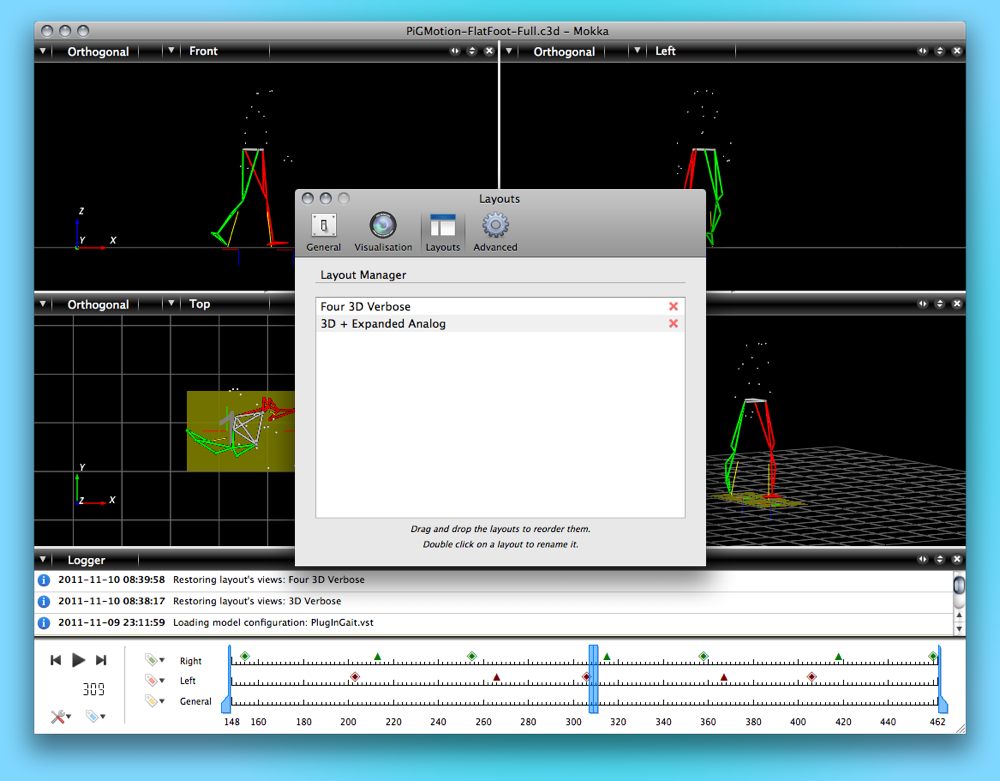 PiGMotion-FlatFoot-Full.c3d – Mokka
Orthogonal Front
Orthogonal Left
Z
Y X
Layouts
General Visualisation Layouts Advanced
Layout Manager
Four 3D Verbose
3D + Expanded Analog
Drag and drop the layouts to reorder them.
Double click on a layout to rename it.
Orthogonal Top
Y
Z X
Logger
2011-11-10 08:39:58 Restoring layout's views: Four 3D Verbose
2011-11-10 08:38:17 Restoring layout's views: 3D Verbose
2011-11-09 23:11:59 Loading model configuration: PlugInGait.vst
Right
Left
309
General
148 160 180 200 220 240 260 280 300 320 340 360 380 400 420 440 462